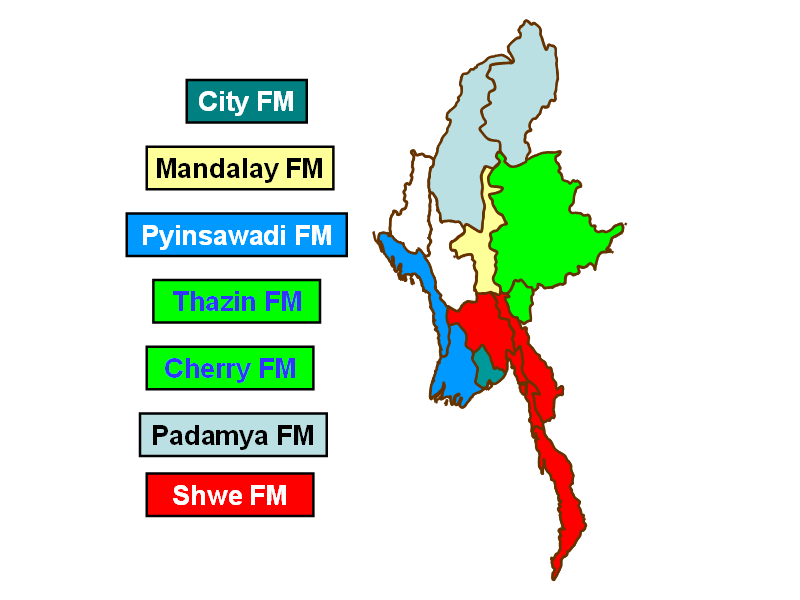 City FM
Mandalay FM
Pyinsawadi FM
Thazin FM
Cherry FM
Padamya FM
Shwe FM